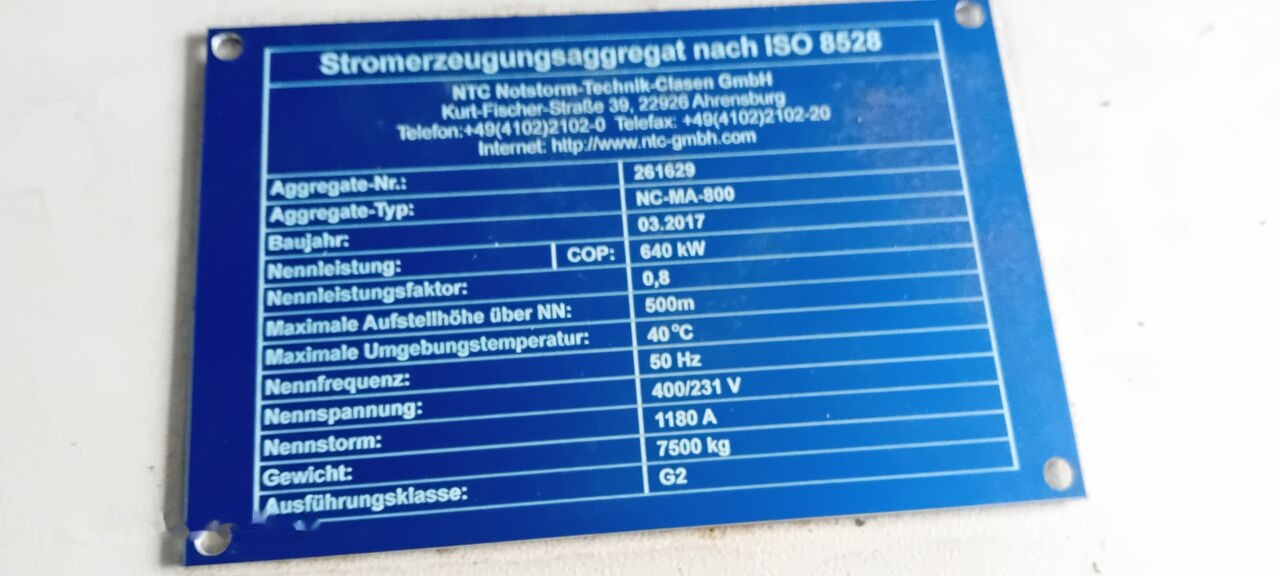 Stromerzeugungsaggregat nach ISO 8528
NTC Notstorm-Technik-Clasen GmbH
Kurt-Fischer-Straße 39, 22926 Ahrensburg
Telefon:+49(4102)2102-0 Telefax: +49(4102)2102-20
Internet: http://www.ntc-gmbh.com
Aggregate-Nr.: 261629
Aggregate-Typ: NC-MA-800
Baujahr: 03.2017
Nennleistung: COP: 640 kW
Nennleistungsfaktor: 0,8
Maximale Aufstellhöhe über NN: 500m
Maximale Umgebungstemperatur: 40°C
Nennfrequenz: 50 Hz
Nennspannung: 400/231 V
Nennstorm: 1180 A
Gewicht: 7500 kg
Ausführungsklasse: G2